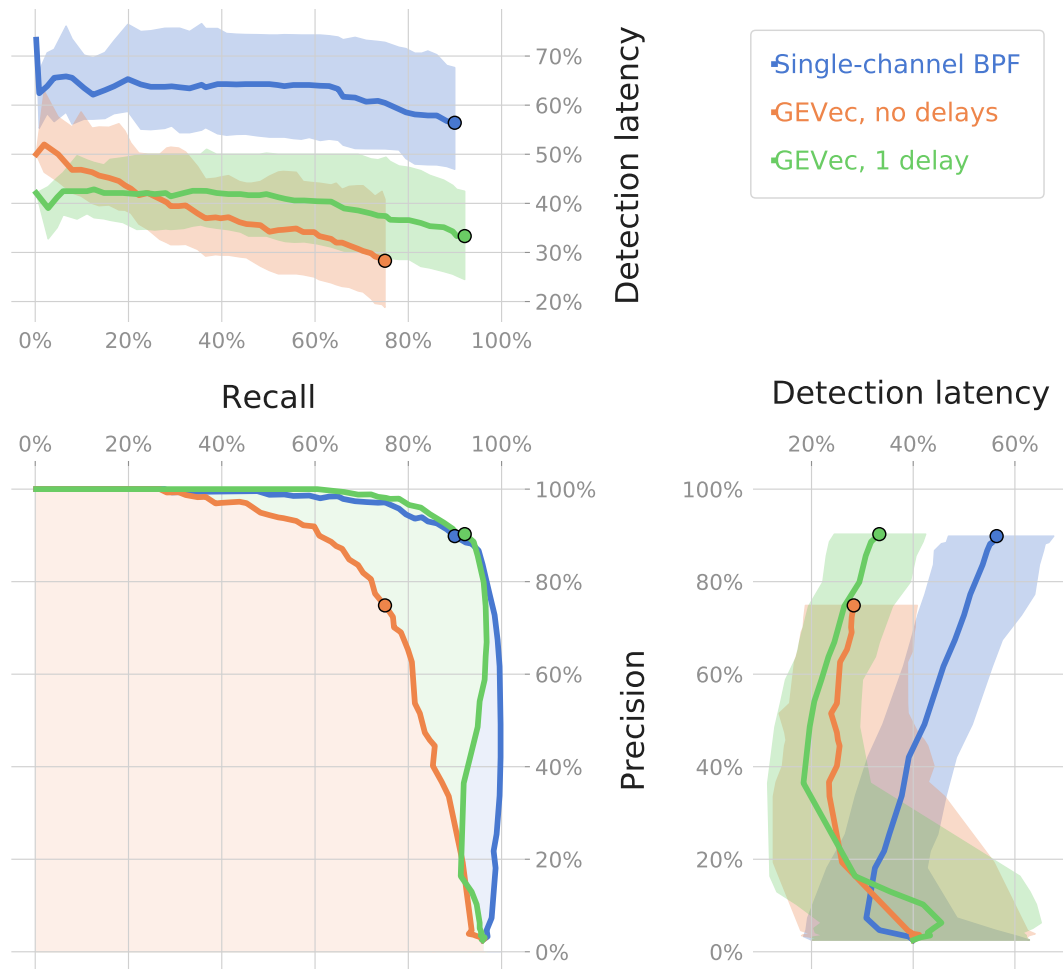 70%
60%
50%
40%
30%
20%
Detection latency
0% 20% 40% 60% 80% 100%
Recall
Single-channel BPF
GEVec, no delays
GEVec, 1 delay
Detection latency
0% 20% 40% 60% 80% 100%
100%
80%
60%
40%
20%
0%
Precision
20% 40% 60%
100%
80%
60%
40%
20%
0%